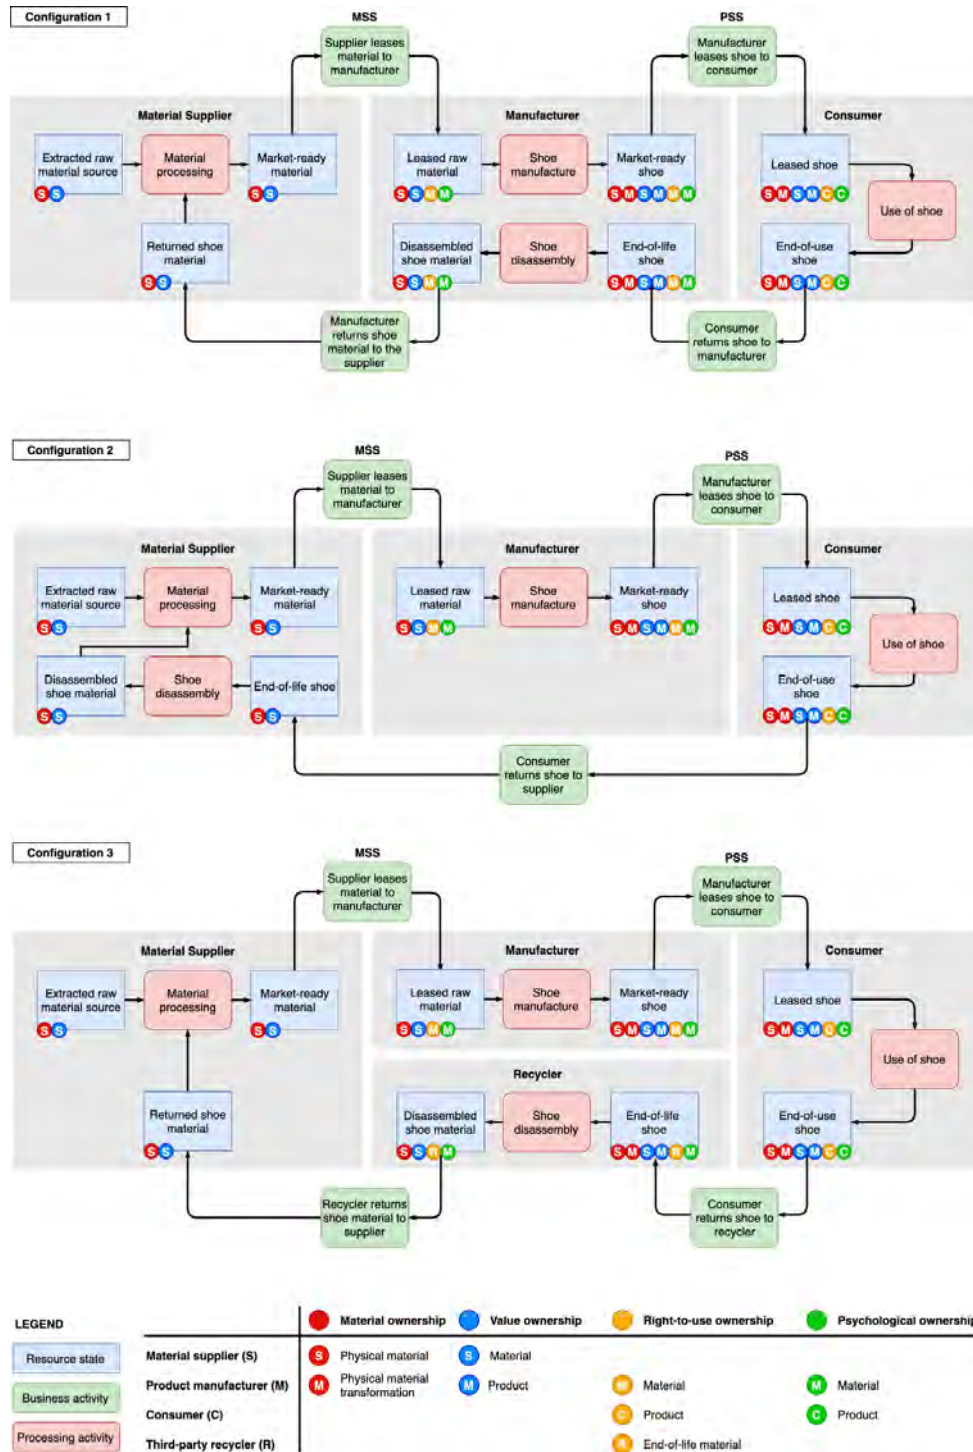 Configuration 1
MSS
PSS
Supplier leases
material to
manufacturer
Manufacturer
leases shoe to
consumer
Material Supplier
Manufacturer
Consumer
Extracted raw
material source
Material
processing
Market-ready
material
Leased raw
material
Shoe
manufacture
Market-ready
shoe
Leased shoe
S S
S S
S S M M
S M S M M M
S M S M C C
Use of shoe
Returned shoe
material
Disassembled
shoe material
Shoe
disassembly
End-of-life
shoe
End-of-use
shoe
S S
S S M M
S M S M M M
S M S M C C
Manufacturer
returns shoe
material to the
supplier
Consumer
returns shoe to
manufacturer
Configuration 2
MSS
PSS
Supplier leases
material to
manufacturer
Manufacturer
leases shoe to
consumer
Material Supplier
Manufacturer
Consumer
Extracted raw
material source
Material
processing
Market-ready
material
Leased raw
material
Shoe
manufacture
Market-ready
shoe
Leased shoe
S S
S S
S S M M
S M S M M M
S M S M C C
Use of shoe
Disassembled
shoe material
Shoe
disassembly
End-of-life shoe
End-of-use
shoe
S S
S S
S M S M C C
Consumer
returns shoe to
supplier
Configuration 3
MSS
PSS
Supplier leases
material to
manufacturer
Manufacturer
leases shoe to
consumer
Material Supplier
Manufacturer
Consumer
Extracted raw
material source
Material
processing
Market-ready
material
Leased raw
material
Shoe
manufacture
Market-ready
shoe
Leased shoe
S S
S S
S S M M
S M S M M M
S M S M C C
Use of shoe
Recycler
Returned shoe
material
Disassembled
shoe material
Shoe
disassembly
End-of-life
shoe
End-of-use
shoe
S S
S S R M
S M S M R M
S M S M C C
Recycler returns
shoe material to
supplier
Consumer
returns shoe to
recycler
LEGEND
Resource state
Business activity
Processing activity
Material ownership
Value ownership
Right-to-use ownership
Psychological ownership
Material supplier (S)
S Physical material
S Material
Product manufacturer (M)
M Physical material
transformation
M Product
M Material
M Material
Consumer (C)
C Product
C Product
Third-party recycler (R)
R End-of-life material